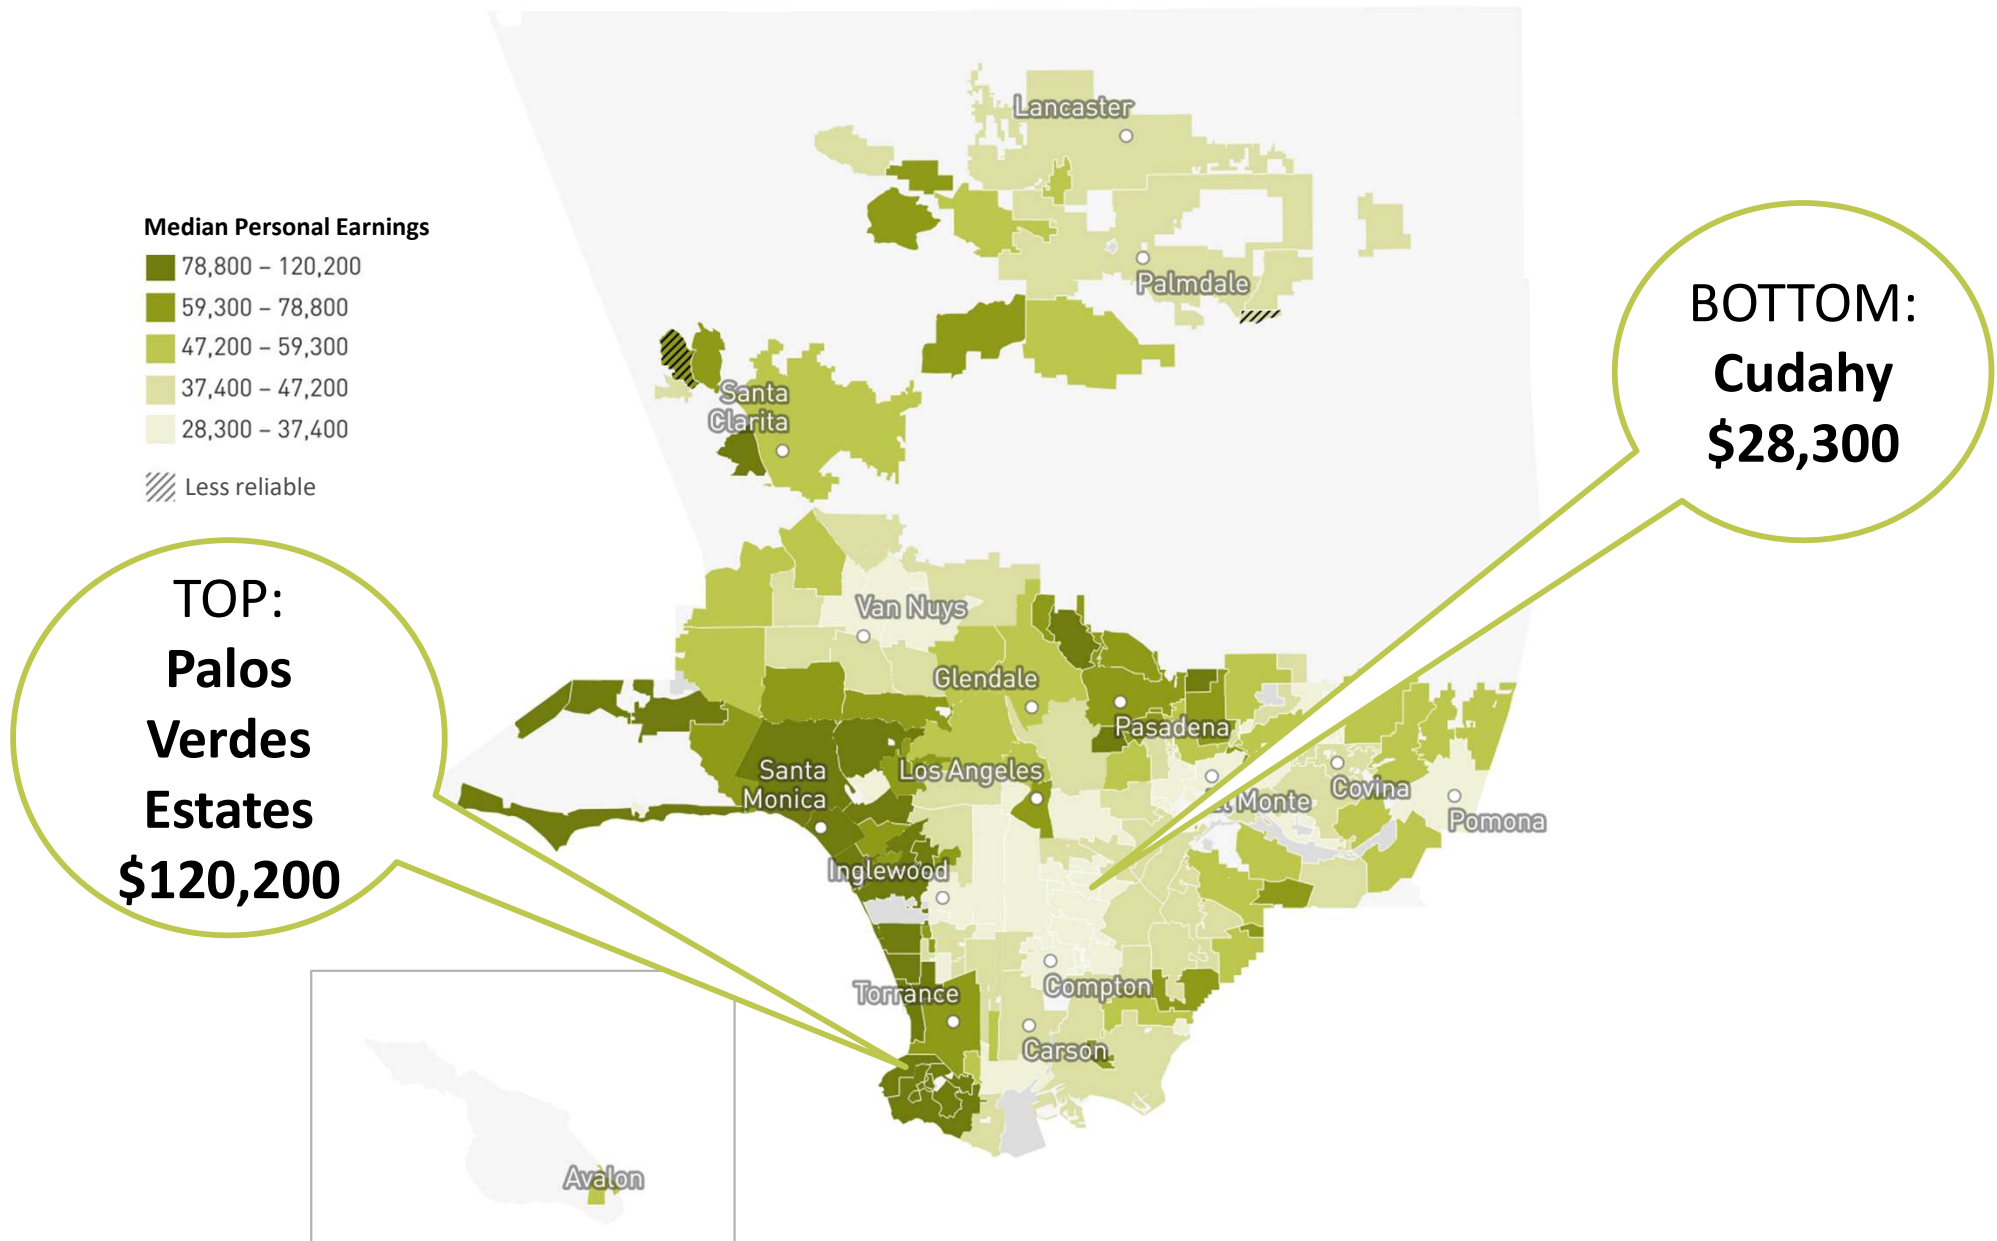 Median Personal Earnings
78,800 – 120,200
59,300 – 78,800
47,200 – 59,300
37,400 – 47,200
28,300 – 37,400
Less reliable
TOP:
Palos
Verdes
Estates
$120,200
BOTTOM:
Cudahy
$28,300
Lancaster
Palmdale
Santa
Clarita
Van Nuys
Glendale
Pasadena
Santa
Monica
Los Angeles
El Monte
Covina
Pomona
Inglewood
Torrance
Compton
Carson
Avalon